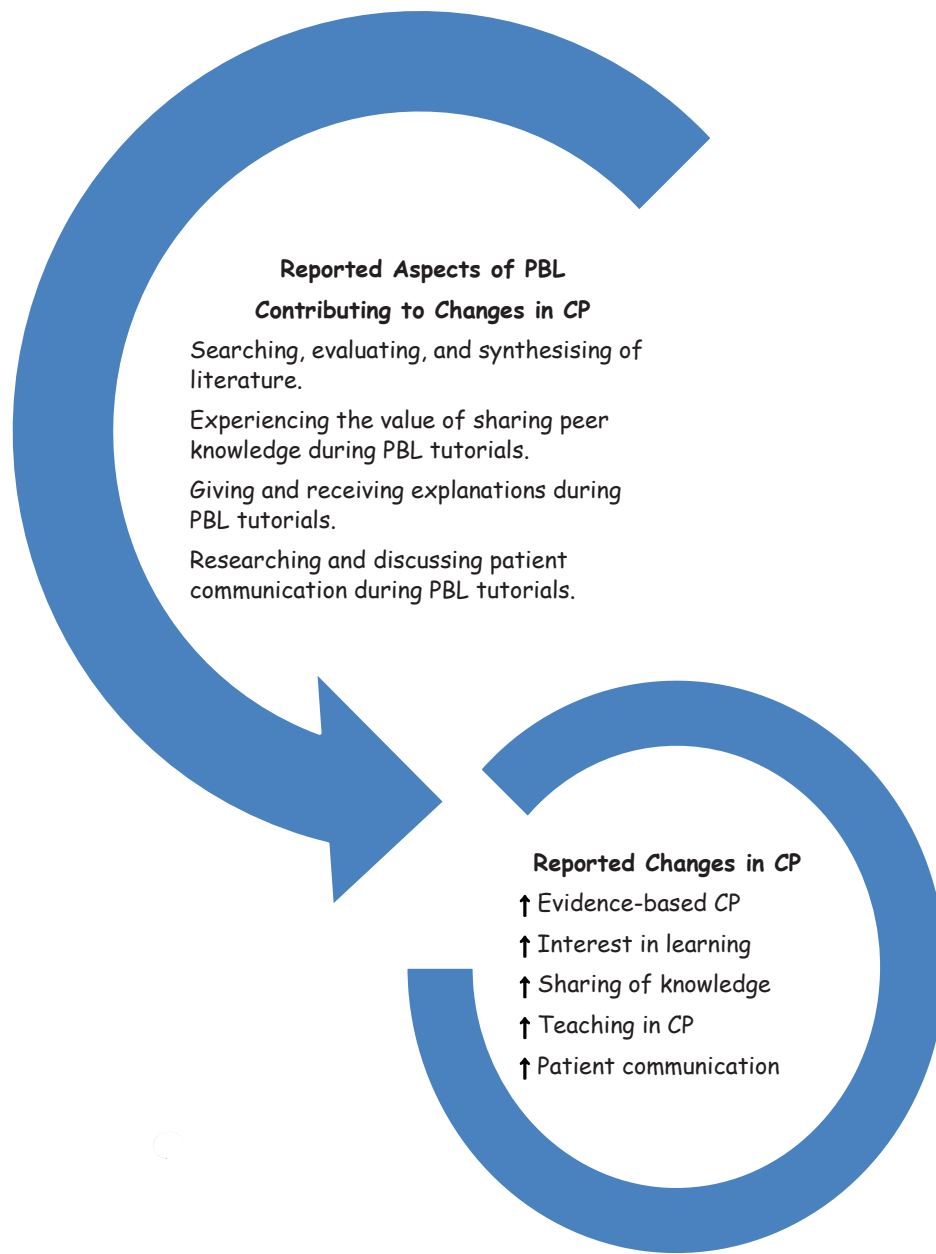 Reported Aspects of PBL
Contributing to Changes in CP
Searching, evaluating, and synthesising of
literature.
Experiencing the value of sharing peer
knowledge during PBL tutorials.
Giving and receiving explanations during
PBL tutorials.
Researching and discussing patient
communication during PBL tutorials.
Reported Changes in CP
↑ Evidence-based CP
↑ Interest in learning
↑ Sharing of knowledge
↑ Teaching in CP
↑ Patient communication